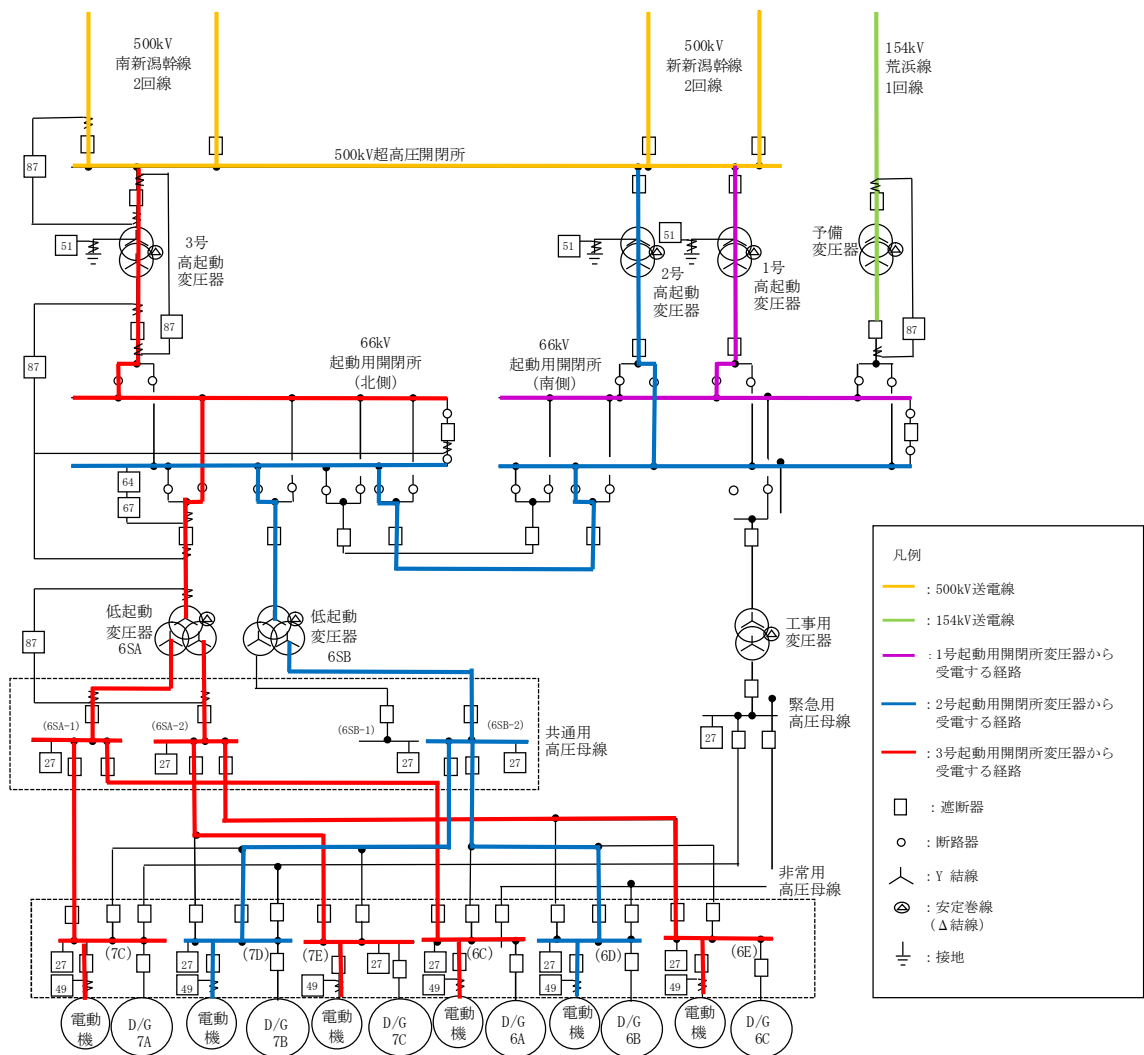 500kV
南新潟幹線
2回線
500kV
新新潟幹線
2回線
154kV
荒浜線
1回線
87
500kV超高圧開閉所
51
3号
高起動
変圧器
87
51
2号
高起動
変圧器
51
1号
高起動
変圧器
予備
変圧器
87
87
66kV
起動用開閉所
(北側)
66kV
起動用開閉所
(南側)
64
67
87
低起動
変圧器
6SA
低起動
変圧器
6SB
工事用
変圧器
(6SA-1)
(6SA-2)
(6SB-1)
(6SB-2)
共通用
高圧母線
緊急用
高圧母線
27
27
27
27
27
非常用
高圧母線
(7C)
(7D)
(7E)
(6C)
(6D)
(6E)
27
27
27
27
27
27
49
49
49
49
49
49
電動機
D/G
7A
電動機
D/G
7B
電動機
D/G
7C
電動機
D/G
6A
電動機
D/G
6B
電動機
D/G
6C
凡例
:500kV送電線
:154kV送電線
:1号起動用開閉所変圧器から
受電する経路
:2号起動用開閉所変圧器から
受電する経路
:3号起動用開閉所変圧器から
受電する経路
:遮断器
:断路器
:Y 結線
:安定巻線
(Δ結線)
:接地